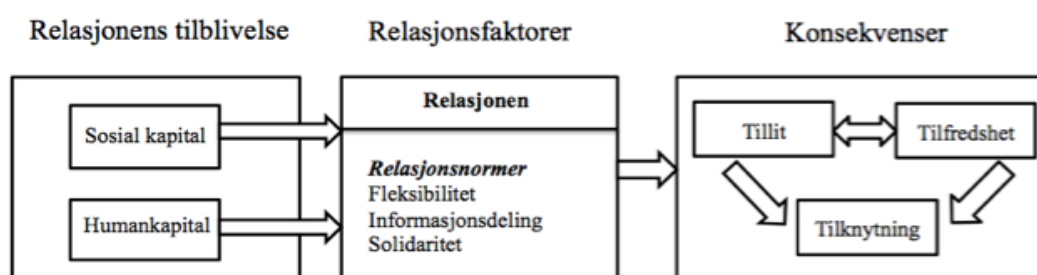 Relasjonens tilblivelse
Relasjonsfaktorer
Konsekvenser
Sosial kapital
Humankapital
Relasjonen
Relasjonsnormer
Fleksibilitet
Informasjonsdeling
Solidaritet
Tillit
Tilfredshet
Tilknytning